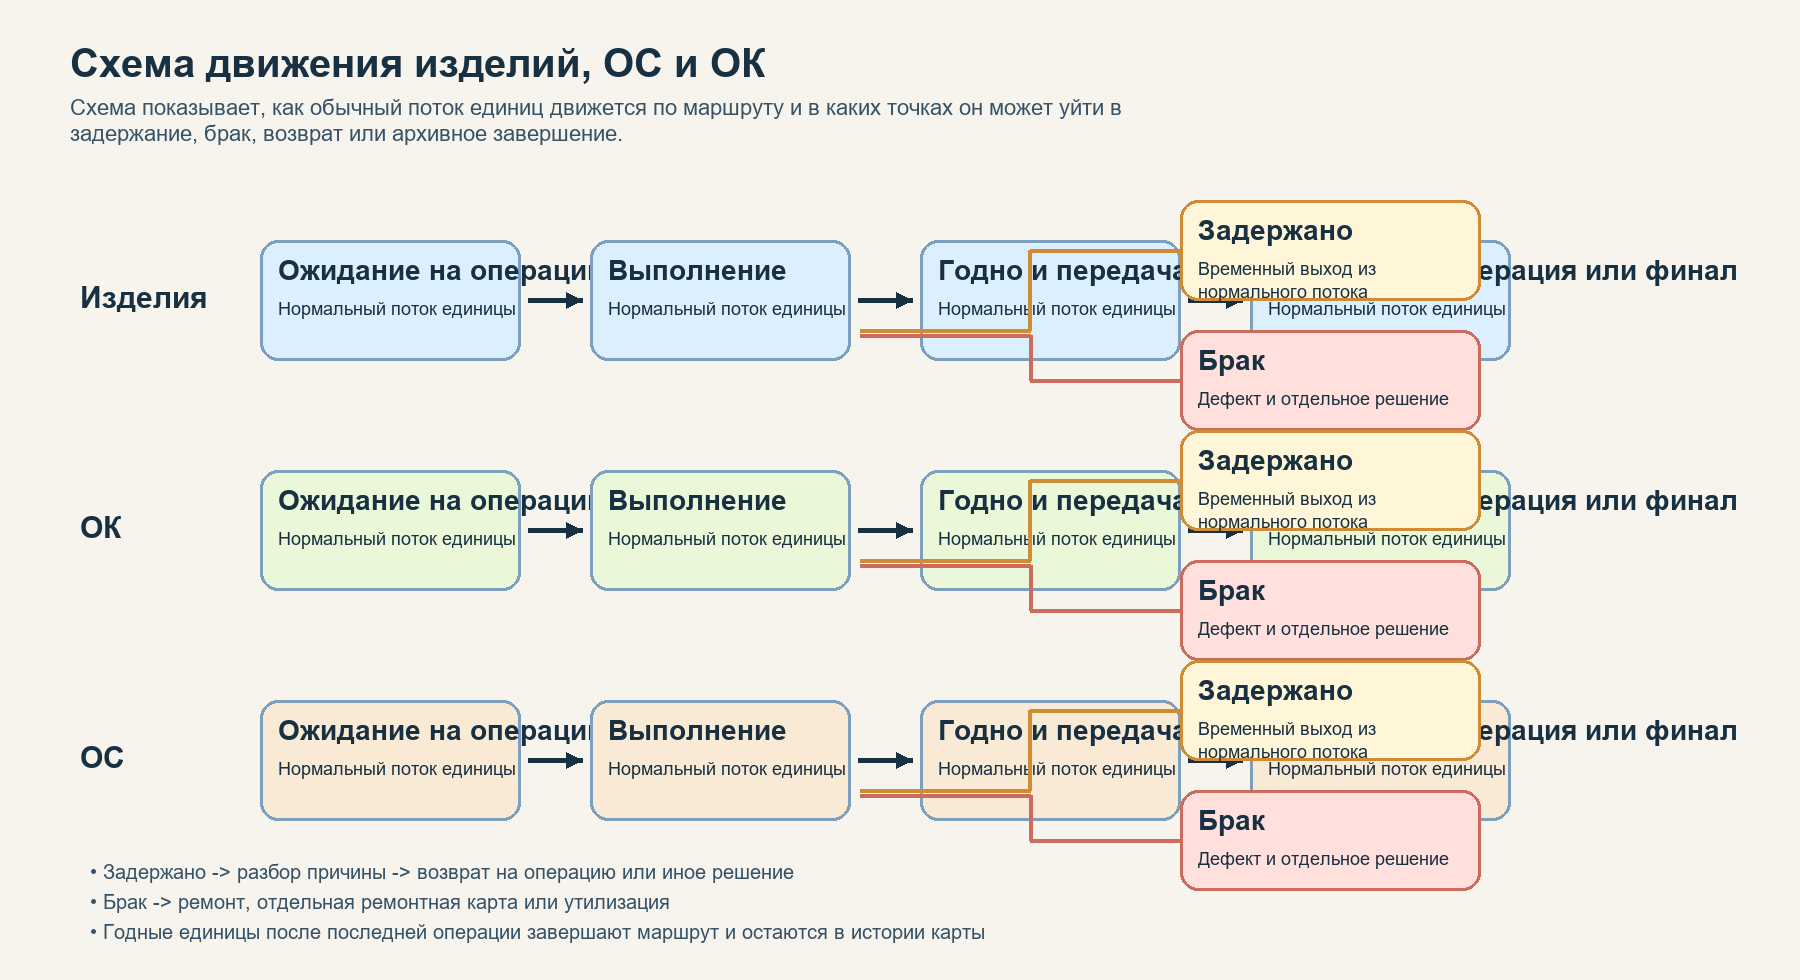 Схема движения изделий, ОС и ОК
Схема показывает, как обычный поток единиц движется по маршруту и в каких точках он может уйти в
задержание, брак, возврат или архивное завершение.
Изделия
Ожидание на операции
Нормальный поток единицы
Выполнение
Нормальный поток единицы
Годно и передача
Нормальный поток единицы
Задержано
Временный выход из
нормального потока
или финал
Нормальный поток единицы
Брак
Дефект и отдельное решение
ОК
Ожидание на операции
Нормальный поток единицы
Выполнение
Нормальный поток единицы
Годно и передача
Нормальный поток единицы
Задержано
Временный выход из
нормального потока
или финал
Нормальный поток единицы
Брак
Дефект и отдельное решение
ОС
Ожидание на операции
Нормальный поток единицы
Выполнение
Нормальный поток единицы
Годно и передача
Нормальный поток единицы
Задержано
Временный выход из
нормального потока
или финал
Нормальный поток единицы
Брак
Дефект и отдельное решение
• Задержано -> разбор причины -> возврат на операцию или иное решение
• Брак -> ремонт, отдельная ремонтная карта или утилизация
• Годные единицы после последней операции завершают маршрут и остаются в истории карты